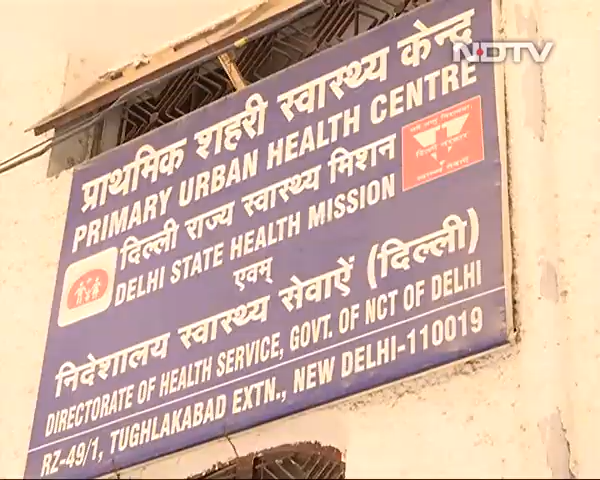 NDTV
प्राथमिक शहरी स्वास्थ्य केन्द्र
PRIMARY URBAN HEALTH CENTRE
दिल्ली राज्य स्वास्थ्य मिशन
DELHI STATE HEALTH MISSION
एवम्
निदेशालय स्वास्थ्य सेवाऐं (दिल्ली)
DIRECTORATE OF HEALTH SERVICE, GOVT. OF NCT OF DELHI
RZ-49/1, TUGHLAKABAD EXTN., NEW DELHI-110019
दिल्ली सरकार